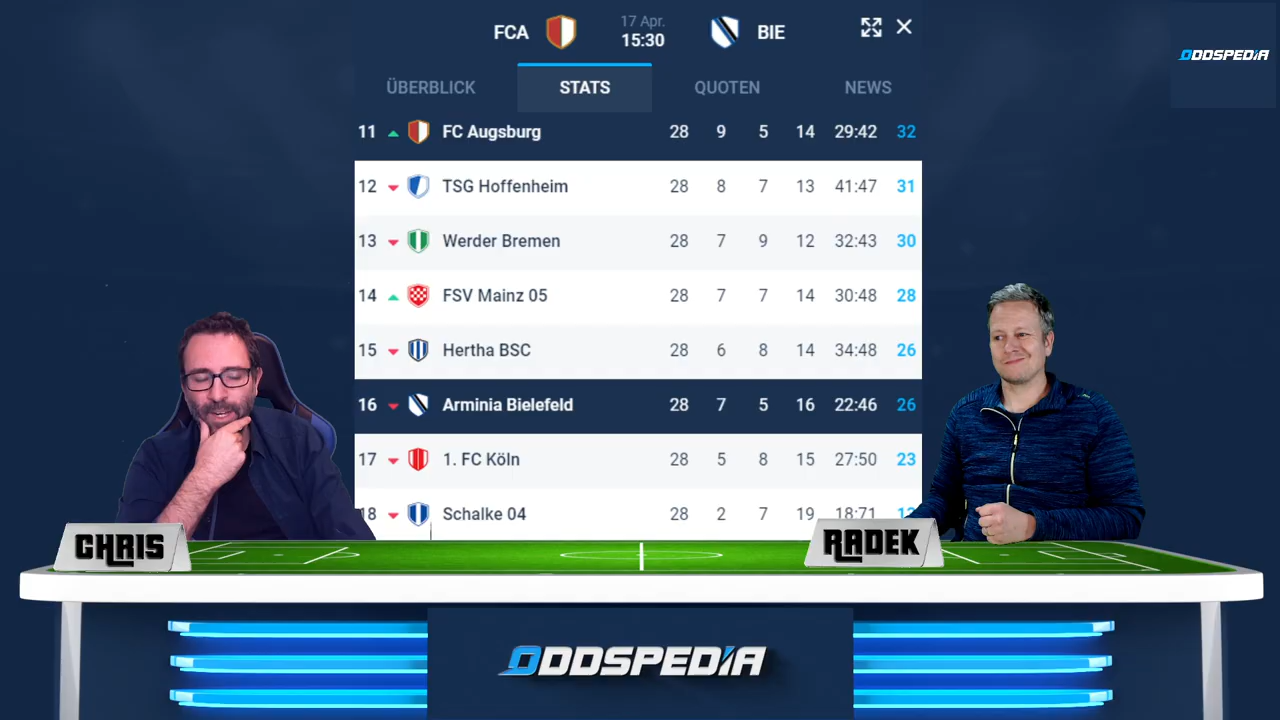 FCA 17 Apr. 15:30 BIE
ODDSPEDIA
ÜBERBLICK STATS QUOTEN NEWS
11 FC Augsburg 28 9 5 14 29:42 32
12 TSG Hoffenheim 28 8 7 13 41:47 31
13 Werder Bremen 28 7 9 12 32:43 30
14 FSV Mainz 05 28 7 7 14 30:48 28
15 Hertha BSC 28 6 8 14 34:48 26
16 Arminia Bielefeld 28 7 5 16 22:46 26
17 1. FC Köln 28 5 8 15 27:50 23
18 Schalke 04 28 2 7 19 18:71
CHRIS
RADEK
ODDSPEDIA